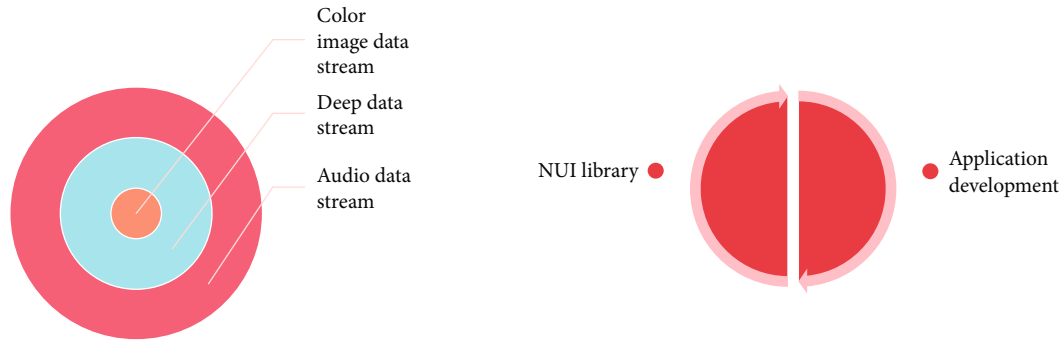 Color
image data
stream
Deep data
stream
Audio data
stream
NUI library
Application
development